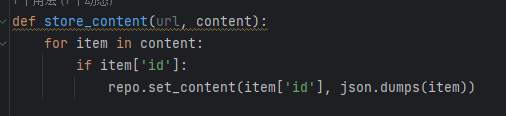 def store_content(url, content):
for item in content:
if item['id']:
repo.set_content(item['id'], json.dumps(item))